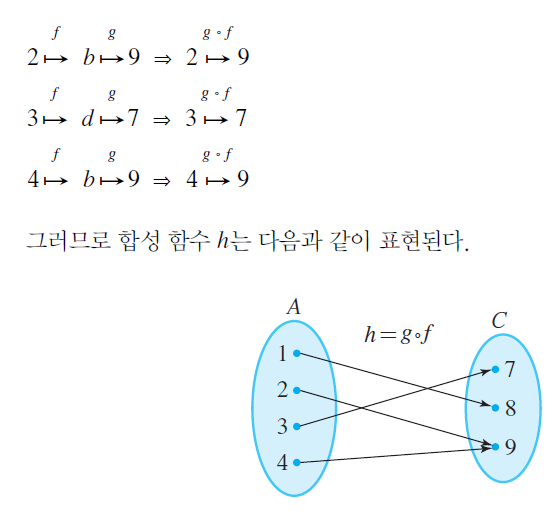 f g g∘f
2↦ b↦9 ⇒ 2↦9
f g g∘f
3↦ d↦7 ⇒ 3↦7
f g g∘f
4↦ b↦9 ⇒ 4↦9
그러므로 합성 함수 h는 다음과 같이 표현된다.
A
h=g∘f
C
1
2
3
4
7
8
9